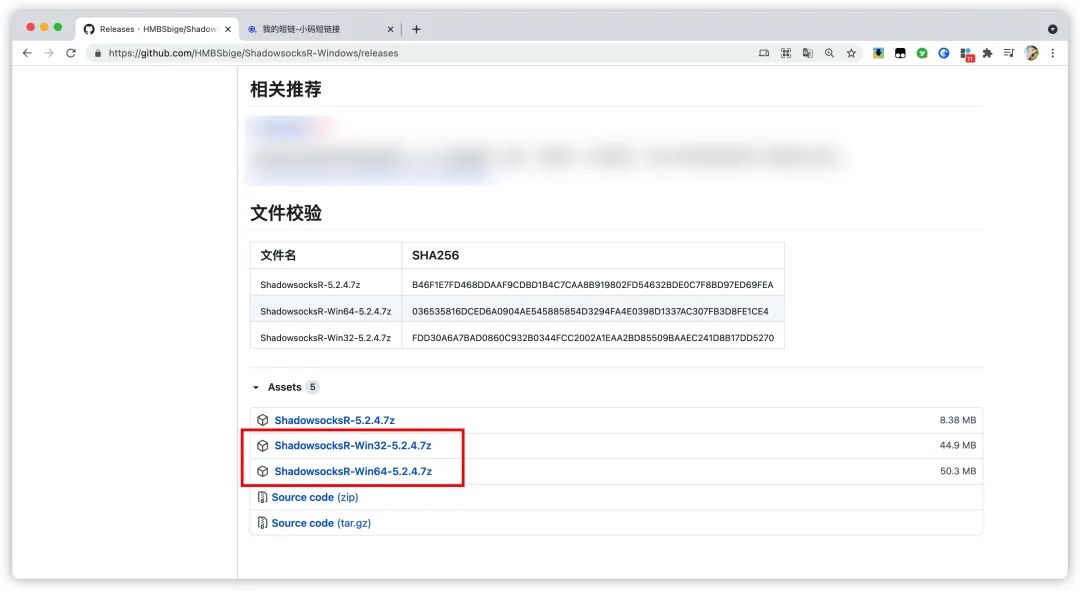 Releases · HMBSbige/Shadow
我的短链-小码短链接
https://github.com/HMBSbige/ShadowsocksR-Windows/releases
11
相关推荐
文件校验
文件名 SHA256
ShadowsocksR-5.2.4.7z B46F1E7FD468DDAAF9CDBD1B4C7CAA8B919802FD54632BDE0C7F8BD97ED69FEA
ShadowsocksR-Win64-5.2.4.7z 036535816DCED6A0904AE545885854D3294FA4E0398D1337AC307FB3D8FE1CE4
ShadowsocksR-Win32-5.2.4.7z FDD30A6A7BAD0860C932B0344FCC2002A1EAA2BD85509BAAEC241D8B17DD5270
Assets 5
ShadowsocksR-5.2.4.7z 8.38 MB
ShadowsocksR-Win32-5.2.4.7z 44.9 MB
ShadowsocksR-Win64-5.2.4.7z 50.3 MB
Source code (zip)
Source code (tar.gz)